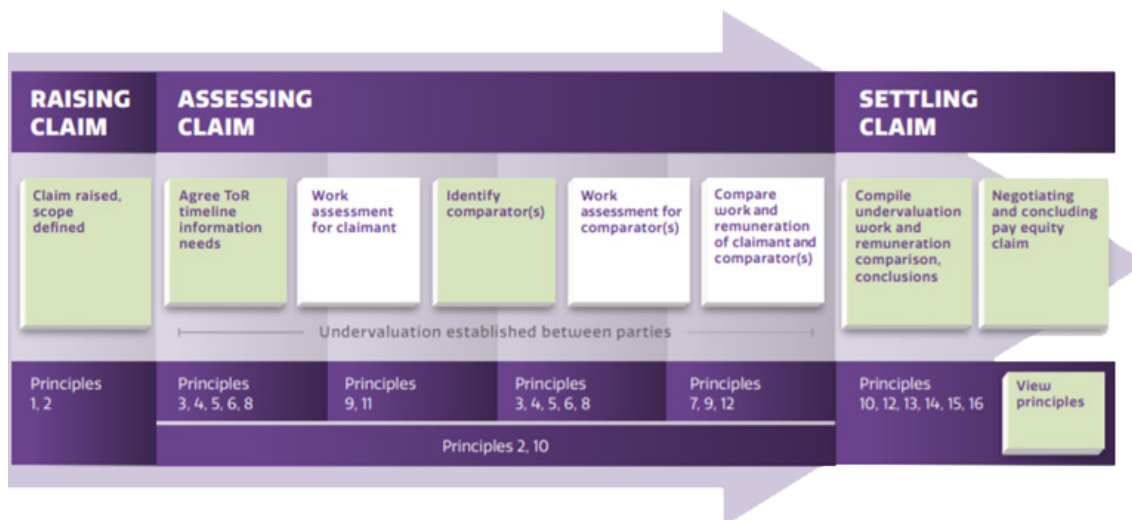 RAISING
CLAIM
ASSESSING
CLAIM
SETTLING
CLAIM
Claim raised,
scope
defined
Agree ToR
timeline
information
needs
Work
assessment
for claimant
Identify
comparator(s)
Work
assessment for
comparator(s)
Compare
work and
remuneration
of claimant and
comparator(s)
Compile
undervaluation
work and
remuneration
comparison,
conclusions
Negotiating
and concluding
pay equity
claim
Undervaluation established between parties
Principles
1, 2
Principles
3, 4, 5, 6, 8
Principles
9, 11
Principles
3, 4, 5, 6, 8
Principles
7, 9, 12
Principles
10, 12, 13, 14, 15, 16
View
principles
Principles 2, 10